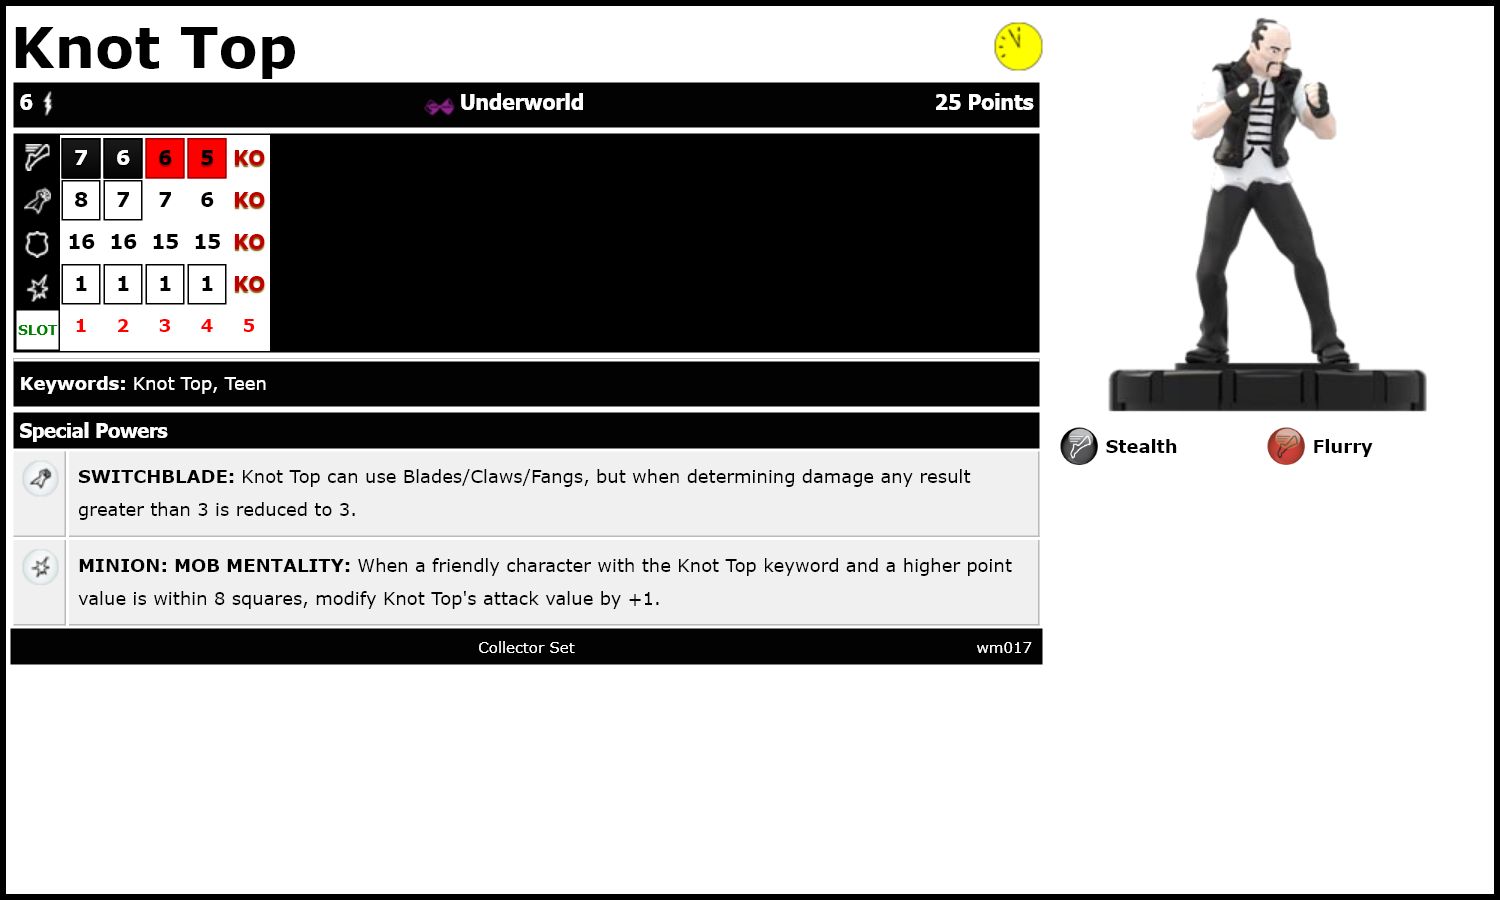 Knot Top
6 Underworld 25 Points
7 6 6 5 KO
8 7 7 6 KO
16 16 15 15 KO
1 1 1 1 KO
SLOT 1 2 3 4 5
Keywords: Knot Top, Teen
Special Powers
SWITCHBLADE: Knot Top can use Blades/Claws/Fangs, but when determining damage any result
greater than 3 is reduced to 3.
MINION: MOB MENTALITY: When a friendly character with the Knot Top keyword and a higher point
value is within 8 squares, modify Knot Top's attack value by +1.
Collector Set wm017
Stealth Flurry